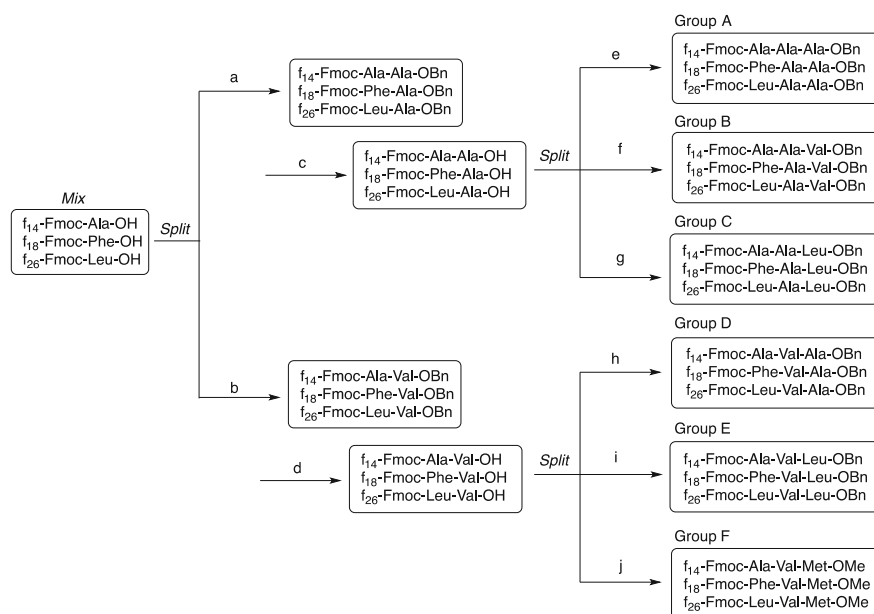 Mix
f14-Fmoc-Ala-OH
f18-Fmoc-Phe-OH
f26-Fmoc-Leu-OH
Split
a
f14-Fmoc-Ala-Ala-OBn
f18-Fmoc-Phe-Ala-OBn
f26-Fmoc-Leu-Ala-OBn
c
f14-Fmoc-Ala-Ala-OH
f18-Fmoc-Phe-Ala-OH
f26-Fmoc-Leu-Ala-OH
Split
e
Group A
f14-Fmoc-Ala-Ala-Ala-OBn
f18-Fmoc-Phe-Ala-Ala-OBn
f26-Fmoc-Leu-Ala-Ala-OBn
f
Group B
f14-Fmoc-Ala-Ala-Val-OBn
f18-Fmoc-Phe-Ala-Val-OBn
f26-Fmoc-Leu-Ala-Val-OBn
g
Group C
f14-Fmoc-Ala-Ala-Leu-OBn
f18-Fmoc-Phe-Ala-Leu-OBn
f26-Fmoc-Leu-Ala-Leu-OBn
b
f14-Fmoc-Ala-Val-OBn
f18-Fmoc-Phe-Val-OBn
f26-Fmoc-Leu-Val-OBn
d
f14-Fmoc-Ala-Val-OH
f18-Fmoc-Phe-Val-OH
f26-Fmoc-Leu-Val-OH
Split
h
Group D
f14-Fmoc-Ala-Val-Ala-OBn
f18-Fmoc-Phe-Val-Ala-OBn
f26-Fmoc-Leu-Val-Ala-OBn
i
Group E
f14-Fmoc-Ala-Val-Leu-OBn
f18-Fmoc-Phe-Val-Leu-OBn
f26-Fmoc-Leu-Val-Leu-OBn
j
Group F
f14-Fmoc-Ala-Val-Met-OMe
f18-Fmoc-Phe-Val-Met-OMe
f26-Fmoc-Leu-Val-Met-OMe